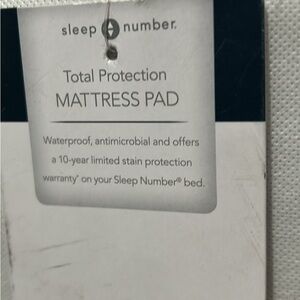 sleep number.
Total Protection
MATTRESS PAD
Waterproof, antimicrobial and offers
a 10-year limited stain protection
warranty* on your Sleep Number® bed.